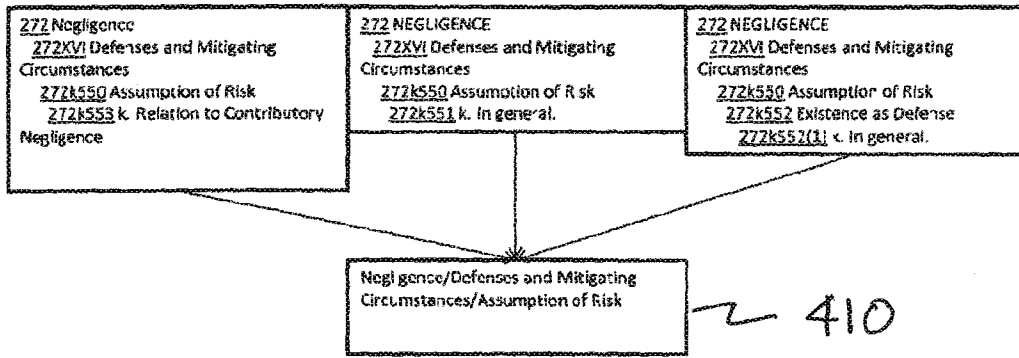 272 Negligence
272XVI Defenses and Mitigating
Circumstances
272k550 Assumption of Risk
272k553 k. Relation to Contributory
Negligence
272 NEGLIGENCE
272XVI Defenses and Mitigating
Circumstances
272k550 Assumption of Risk
272k551 k. In general.
272 NEGLIGENCE
272XVI Defenses and Mitigating
Circumstances
272k550 Assumption of Risk
272k552 Existence as Defense
272k552(1) k. In general.
Negligence/Defenses and Mitigating
Circumstances/Assumption of Risk
410